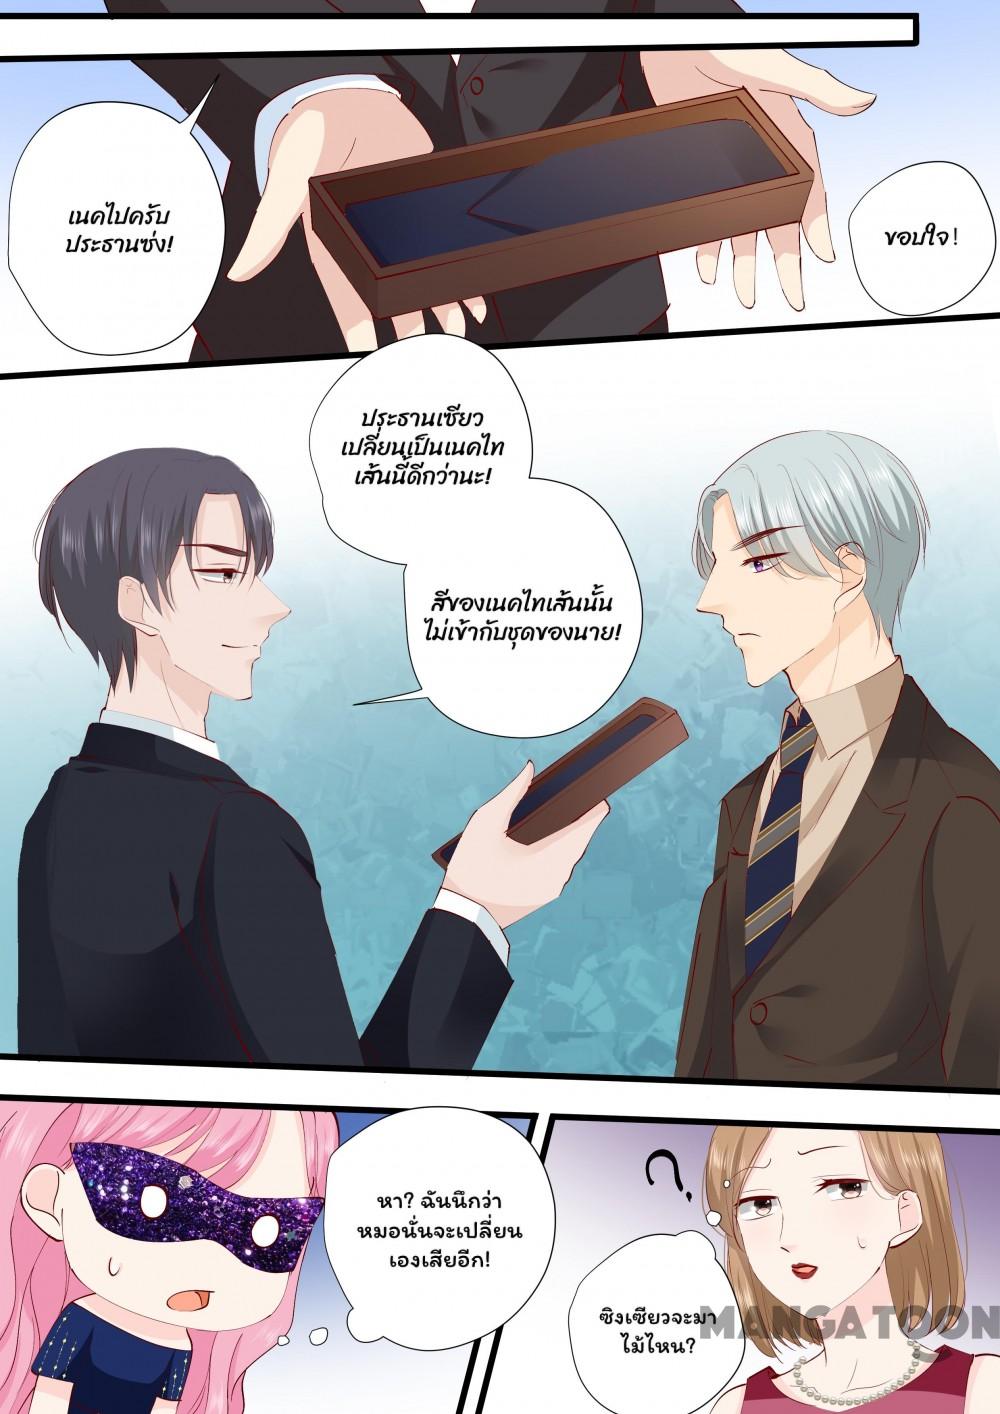 เนคไปครับ
ประธานซ่ง!
ขอบใจ!
ประธานเซียว
เปลี่ยนเป็นเนคไท
เส้นนี้ดีกว่านะ!
สีของเนคไทเส้นนั้น
ไม่เข้ากับชุดของนาย!
หา? ฉันนึกว่า
หมอนั่นจะเปลี่ยน
เองเสียอีก!
?
ซิงเซียวจะมา
ไม้ไหน?
MANGATOON